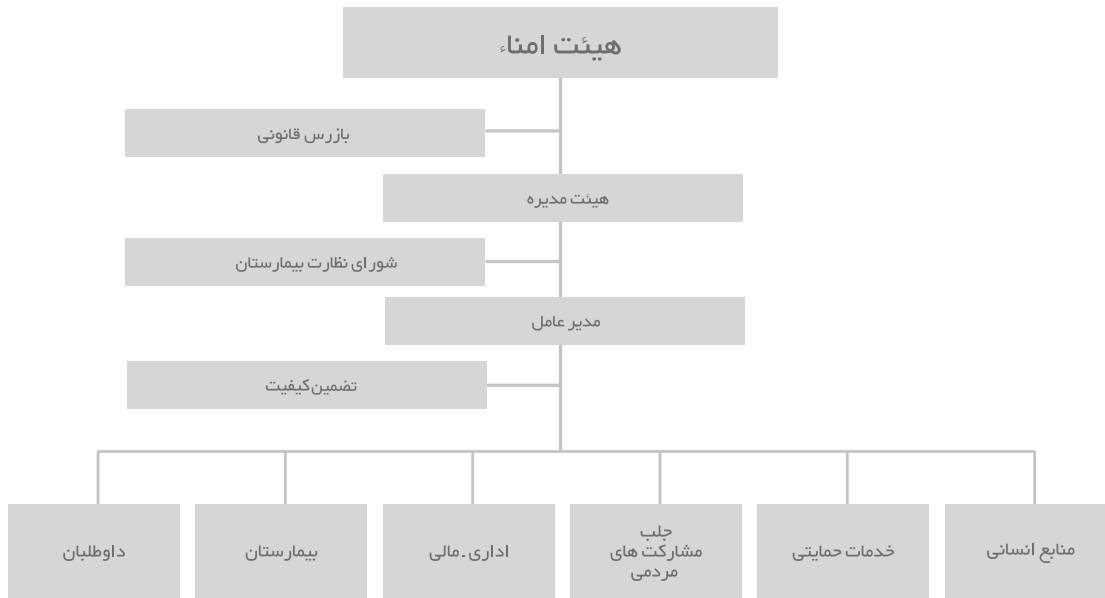 هیئت امناء
بازرس قانونی
هیئت مدیره
شورای نظارت بیمارستان
مدیر عامل
تضمین کیفیت
منابع انسانی
خدمات حمایتی
جلب
مشارکت های
مردمی
اداری ـ مالی
بیمارستان
داوطلبان